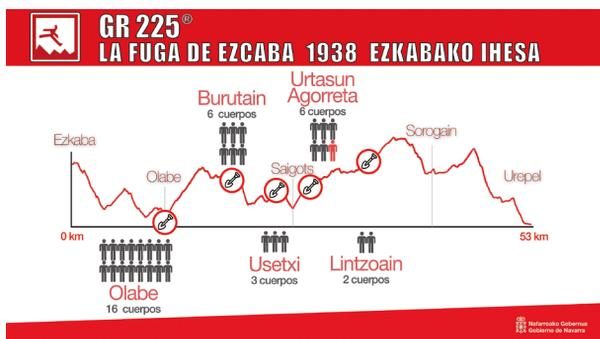 GR 225®
LA FUGA DE EZCABA 1938 EZKABAKO IHESA
Urtasun
Agorreta
6 cuerpos
Burutain
6 cuerpos
Ezkaba
Olabe
Saigots
Sorogain
Urepel
0 km
53 km
Olabe
16 cuerpos
Usetxi
3 cuerpos
Lintzoain
2 cuerpos
Nafarroako Gobernua
Gobierno de Navarra